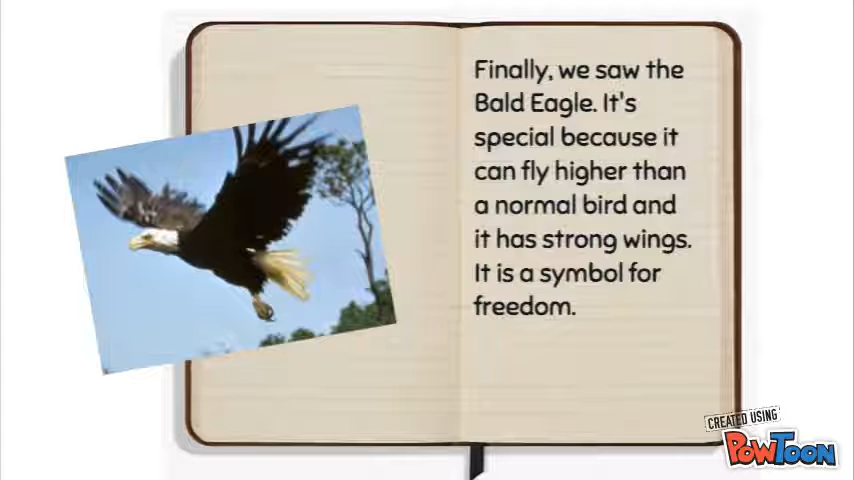 Finally, we saw the
Bald Eagle. It's
special because it
can fly higher than
a normal bird and
it has strong wings.
It is a symbol for
freedom.
CREATED USING
POWTOON